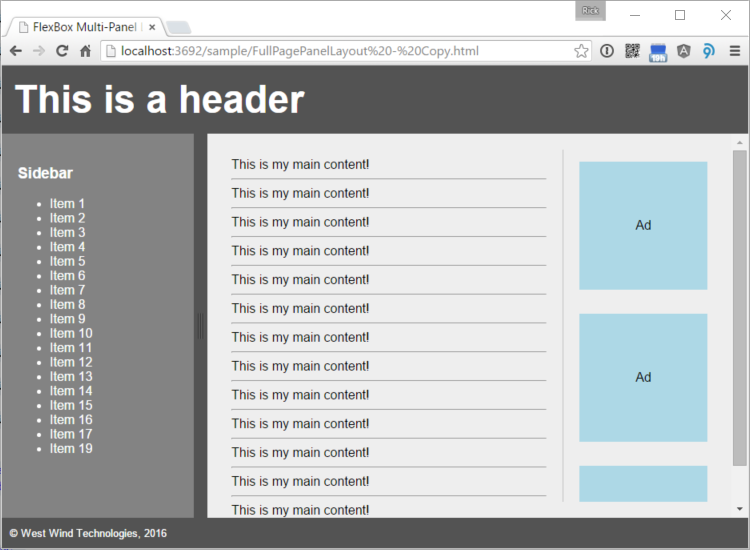 Rick
FlexBox Multi-Panel
localhost:3692/sample/FullPagePanelLayout%20-%20Copy.html
This is a header
Sidebar
Item 1
Item 2
Item 3
Item 4
Item 5
Item 6
Item 7
Item 8
Item 9
Item 10
Item 11
Item 12
Item 13
Item 14
Item 15
Item 16
Item 17
Item 19
This is my main content!
This is my main content!
This is my main content!
This is my main content!
This is my main content!
This is my main content!
This is my main content!
This is my main content!
This is my main content!
This is my main content!
This is my main content!
This is my main content!
This is my main content!
Ad
Ad
© West Wind Technologies, 2016